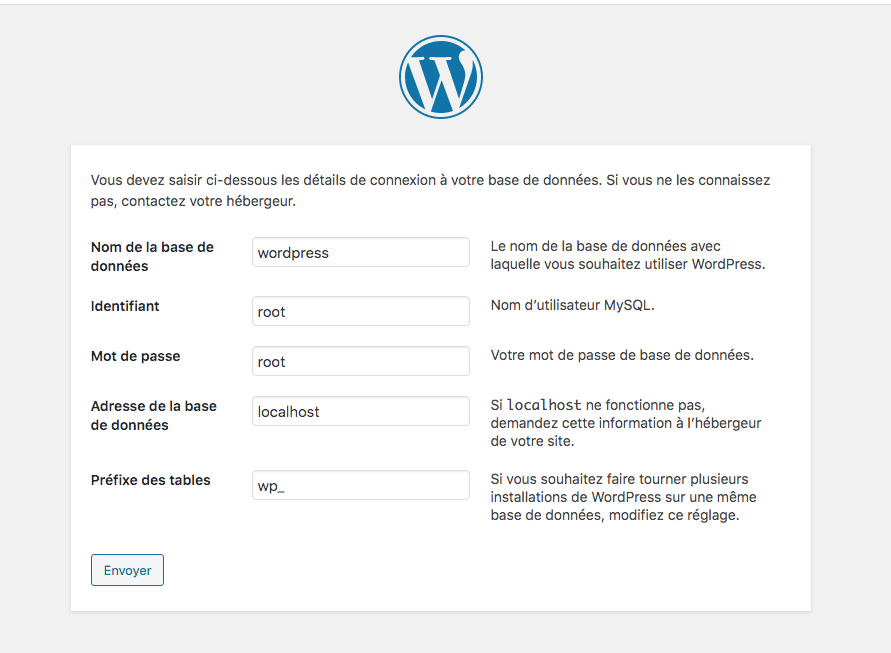 Vous devez saisir ci-dessous les détails de connexion à votre base de données. Si vous ne les connaissez
pas, contactez votre hébergeur.
Nom de la base de
données
wordpress
Le nom de la base de données avec
laquelle vous souhaitez utiliser WordPress.
Identifiant
root
Nom d’utilisateur MySQL.
Mot de passe
root
Votre mot de passe de base de données.
Adresse de la base
de données
localhost
Si localhost ne fonctionne pas,
demandez cette information à l’hébergeur
de votre site.
Préfixe des tables
wp_
Si vous souhaitez faire tourner plusieurs
installations de WordPress sur une même
base de données, modifiez ce réglage.
Envoyer